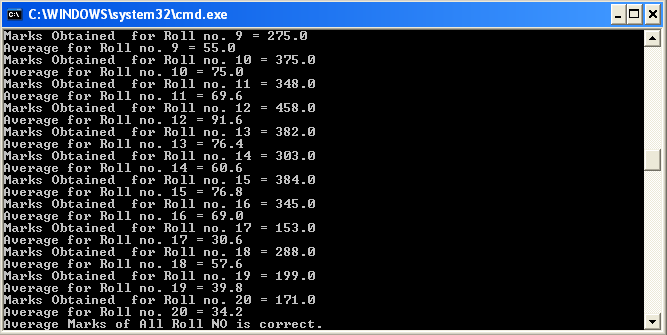 C:\WINDOWS\system32\cmd.exe
Marks Obtained  for Roll no. 9 = 275.0
Average for Roll no. 9 = 55.0
Marks Obtained  for Roll no. 10 = 375.0
Average for Roll no. 10 = 75.0
Marks Obtained  for Roll no. 11 = 348.0
Average for Roll no. 11 = 69.6
Marks Obtained  for Roll no. 12 = 458.0
Average for Roll no. 12 = 91.6
Marks Obtained  for Roll no. 13 = 382.0
Average for Roll no. 13 = 76.4
Marks Obtained  for Roll no. 14 = 303.0
Average for Roll no. 14 = 60.6
Marks Obtained  for Roll no. 15 = 384.0
Average for Roll no. 15 = 76.8
Marks Obtained  for Roll no. 16 = 345.0
Average for Roll no. 16 = 69.0
Marks Obtained  for Roll no. 17 = 153.0
Average for Roll no. 17 = 30.6
Marks Obtained  for Roll no. 18 = 288.0
Average for Roll no. 18 = 57.6
Marks Obtained  for Roll no. 19 = 199.0
Average for Roll no. 19 = 39.8
Marks Obtained  for Roll no. 20 = 171.0
Average for Roll no. 20 = 34.2
Average Marks of All Roll NO is correct.